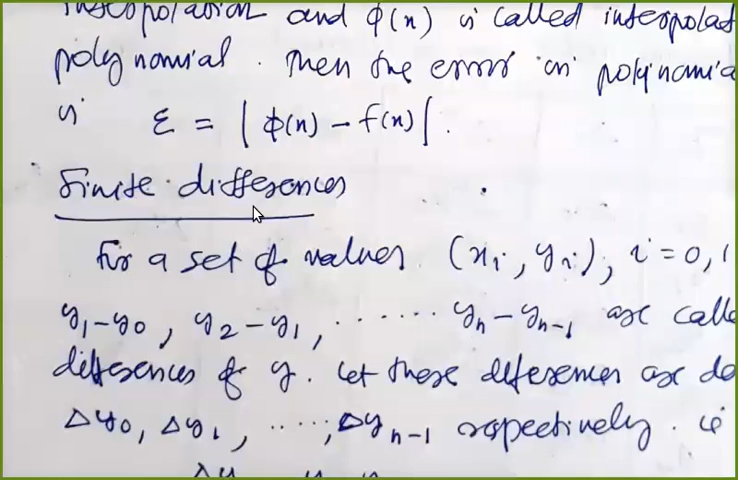 interpolation and φ(x) is called interpolat
polynomial. Then the error in polynomia
is ε = | φ(x) – f(x) |.
Finite differences
For a set of values (xi, yi), i = 0, 1
y1–y0, y2–y1, ........ yn–yn-1 are calle
differences of y. Let these differences are de
Δy0, Δy1, ....., Δyn-1 respectively. ie